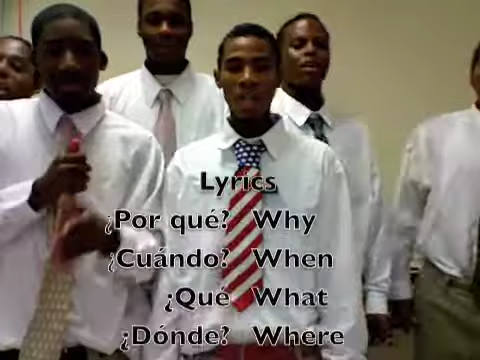 Lyrics
¿Por qué? Why
¿Cuándo? When
¿Qué What
¿Dónde? Where